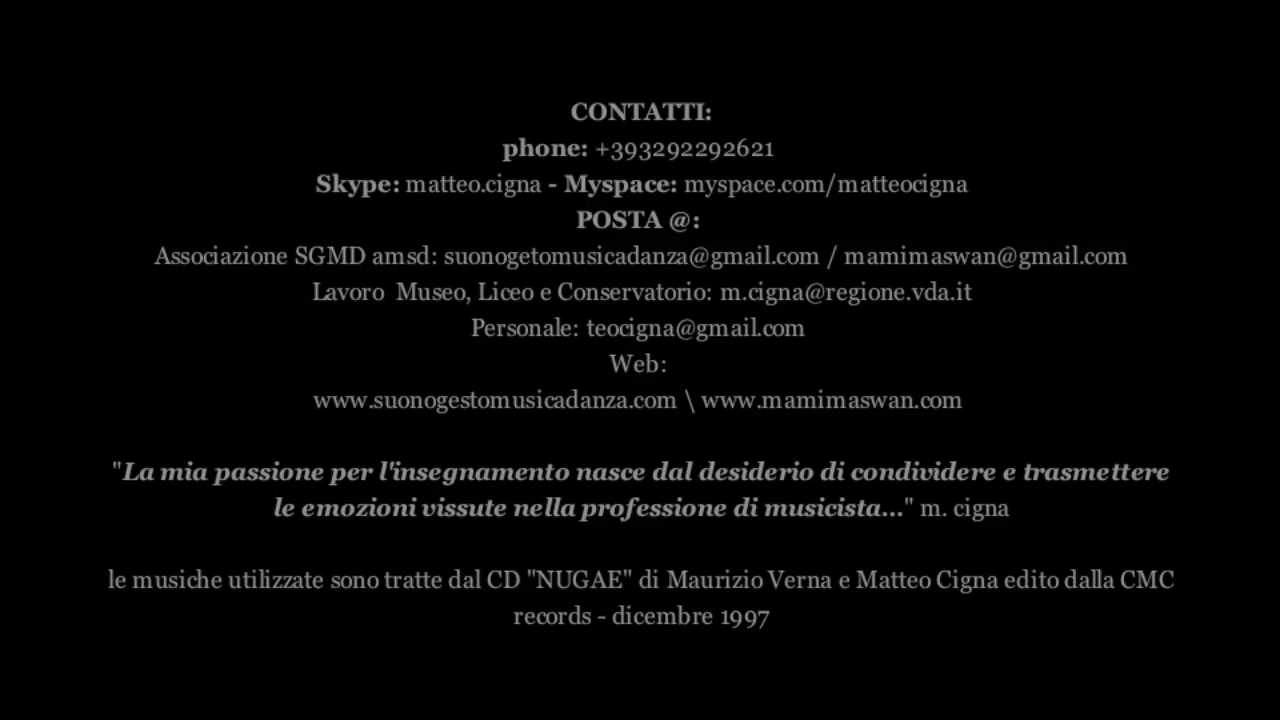 CONTATTI:
phone: +393292292621
Skype: matteo.cigna - Myspace: myspace.com/matteocigna
POSTA @:
Associazione SGMD amsd: suonogetomusicadanza@gmail.com / mamimaswan@gmail.com
Lavoro  Museo, Liceo e Conservatorio: m.cigna@regione.vda.it
Personale: teocigna@gmail.com
Web:
www.suonogestomusicadanza.com \ www.mamimaswan.com
"La mia passione per l'insegnamento nasce dal desiderio di condividere e trasmettere
le emozioni vissute nella professione di musicista..." m. cigna
le musiche utilizzate sono tratte dal CD "NUGAE" di Maurizio Verna e Matteo Cigna edito dalla CMC
records - dicembre 1997